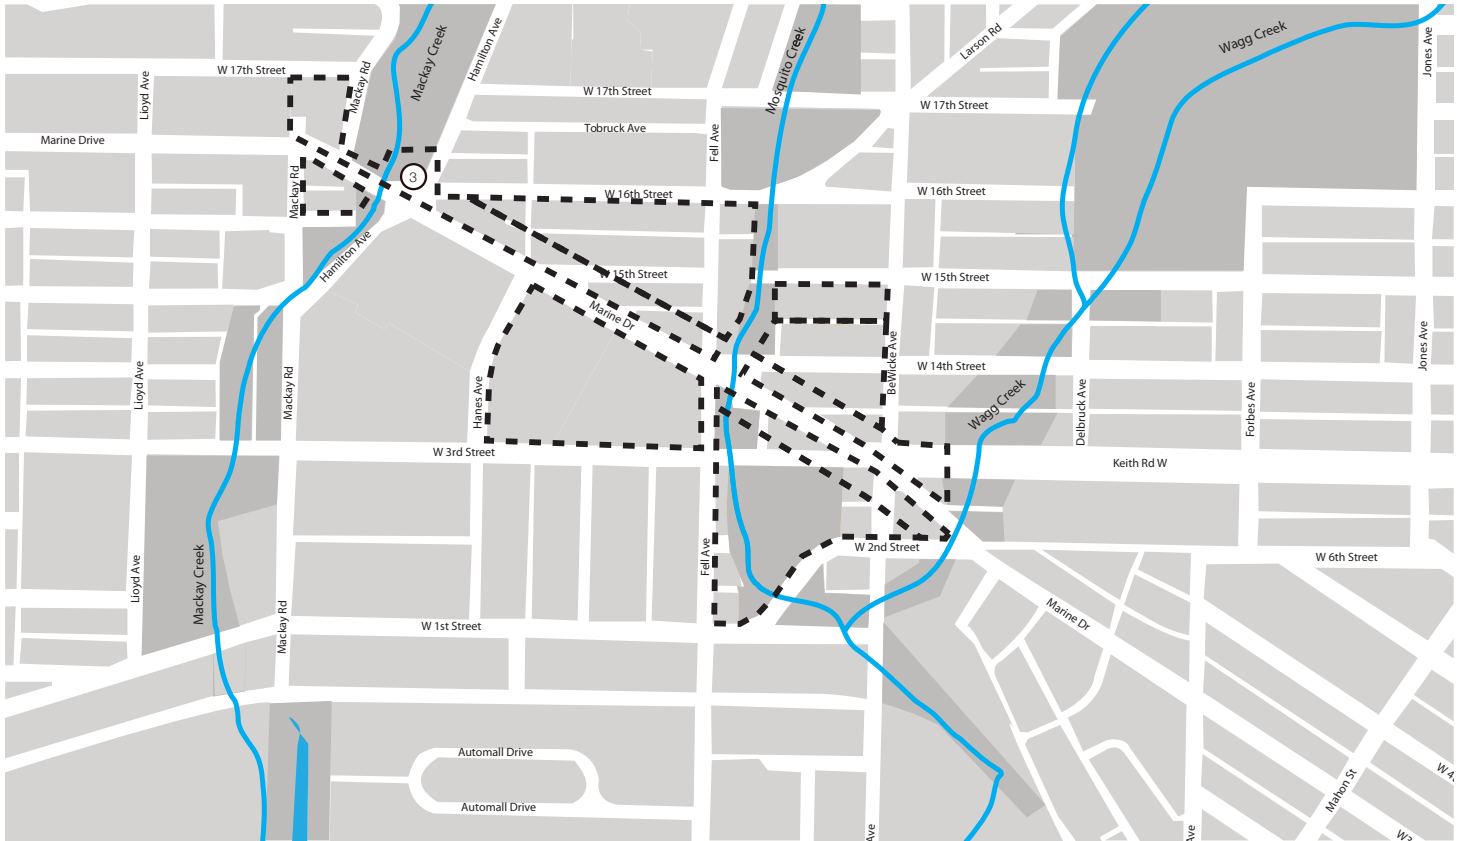 Mackay Creek
Hamilton Ave
Mosquito Creek
Larson Rd
Wagg Creek
Jones Ave
W 17th Street
Lloyd Ave
Mackay Rd
W 17th Street
W 17th Street
Marine Drive
Tobruck Ave
Fell Ave
3
Mackay Rd
W 16th Street
W 16th Street
Hamilton Ave
W 15th Street
W 15th Street
Marine Dr
BeWicke Ave
Jones Ave
W 14th Street
Lloyd Ave
Mackay Rd
Hanes Ave
Wagg Creek
Delbruck Ave
Forbes Ave
W 3rd Street
Keith Rd W
W 2nd Street
Fell Ave
W 6th Street
Lloyd Ave
Mackay Creek
Mackay Rd
W 1st Street
Marine Dr
Automall Drive
Automall Drive
Mahon St
W 4
W3
Ave
Ave